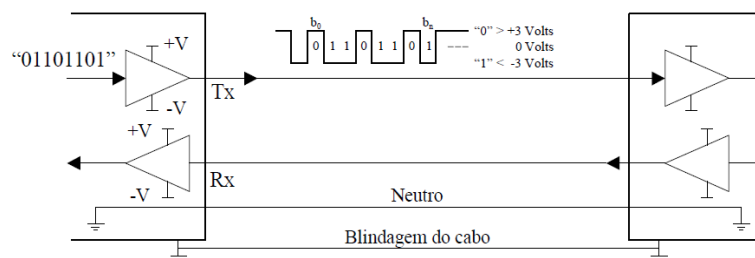 b₀ bₙ
"0" > +3 Volts
0 1 1 0 1 1 0 1
0 Volts
"1" < -3 Volts
"01101101"
+V
-V
Tx
+V
-V
Rx
Neutro
Blindagem do cabo